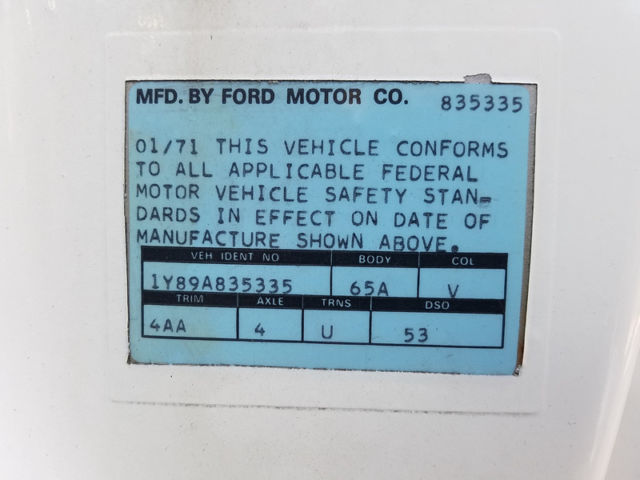 MFD. BY FORD MOTOR CO. 835335
01/71 THIS VEHICLE CONFORMS
TO ALL APPLICABLE FEDERAL
MOTOR VEHICLE SAFETY STAN=
DARDS IN EFFECT ON DATE OF
MANUFACTURE SHOWN ABOVE.
VEH IDENT NO BODY COL
1Y89A835335 65A V
TRIM AXLE TRNS DSO
4AA 4 U 53